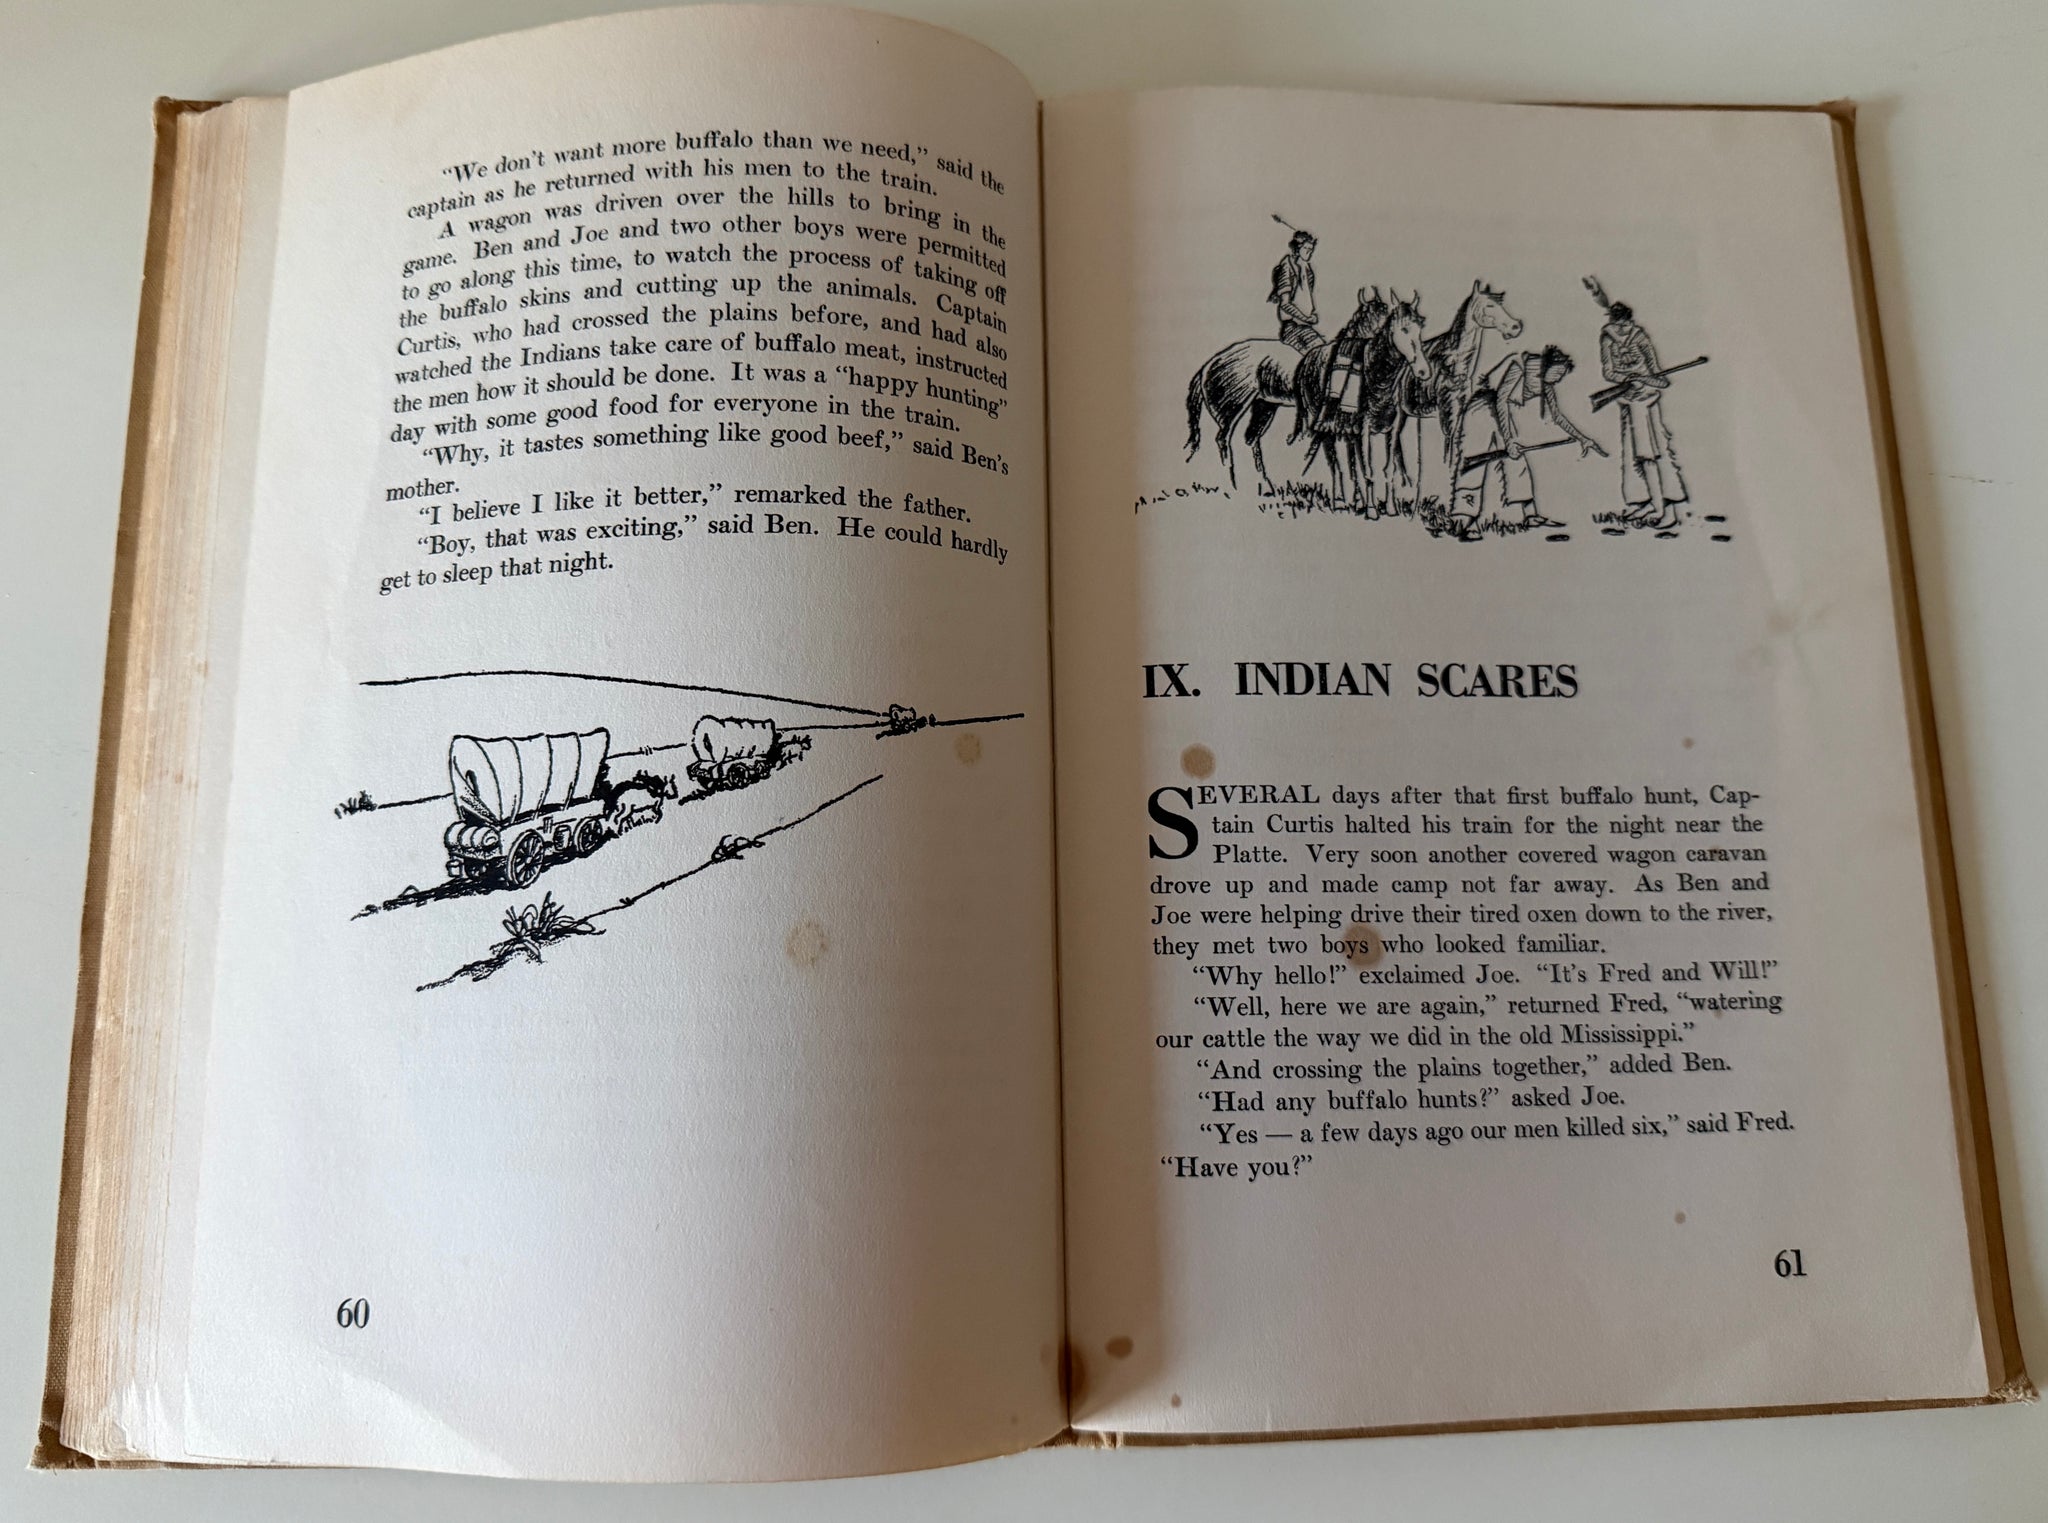 “We don’t want more buffalo than we need,” said the
captain as he returned with his men to the train.
A wagon was driven over the hills to bring in the
game. Ben and Joe and two other boys were permitted
to go along this time, to watch the process of taking off
the buffalo skins and cutting up the animals. Captain
Curtis, who had crossed the plains before, and had also
watched the Indians take care of buffalo meat, instructed
the men how it should be done. It was a “happy hunting”
day with some good food for everyone in the train.
“Why, it tastes something like good beef,” said Ben’s
mother.
“I believe I like it better,” remarked the father.
“Boy, that was exciting,” said Ben. He could hardly
get to sleep that night.
60
IX. INDIAN SCARES
SEVERAL days after that first buffalo hunt, Cap-
tain Curtis halted his train for the night near the
Platte. Very soon another covered wagon caravan
drove up and made camp not far away. As Ben and
Joe were helping drive their tired oxen down to the river,
they met two boys who looked familiar.
“Why hello!” exclaimed Joe. “It’s Fred and Will!”
“Well, here we are again,” returned Fred, “watering
our cattle the way we did in the old Mississippi.”
“And crossing the plains together,” added Ben.
“Had any buffalo hunts?” asked Joe.
“Yes — a few days ago our men killed six,” said Fred.
“Have you?”
61